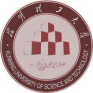 昆明理工大学
KUNMING UNIVERSITY OF SCIENCE AND TECHNOLOGY